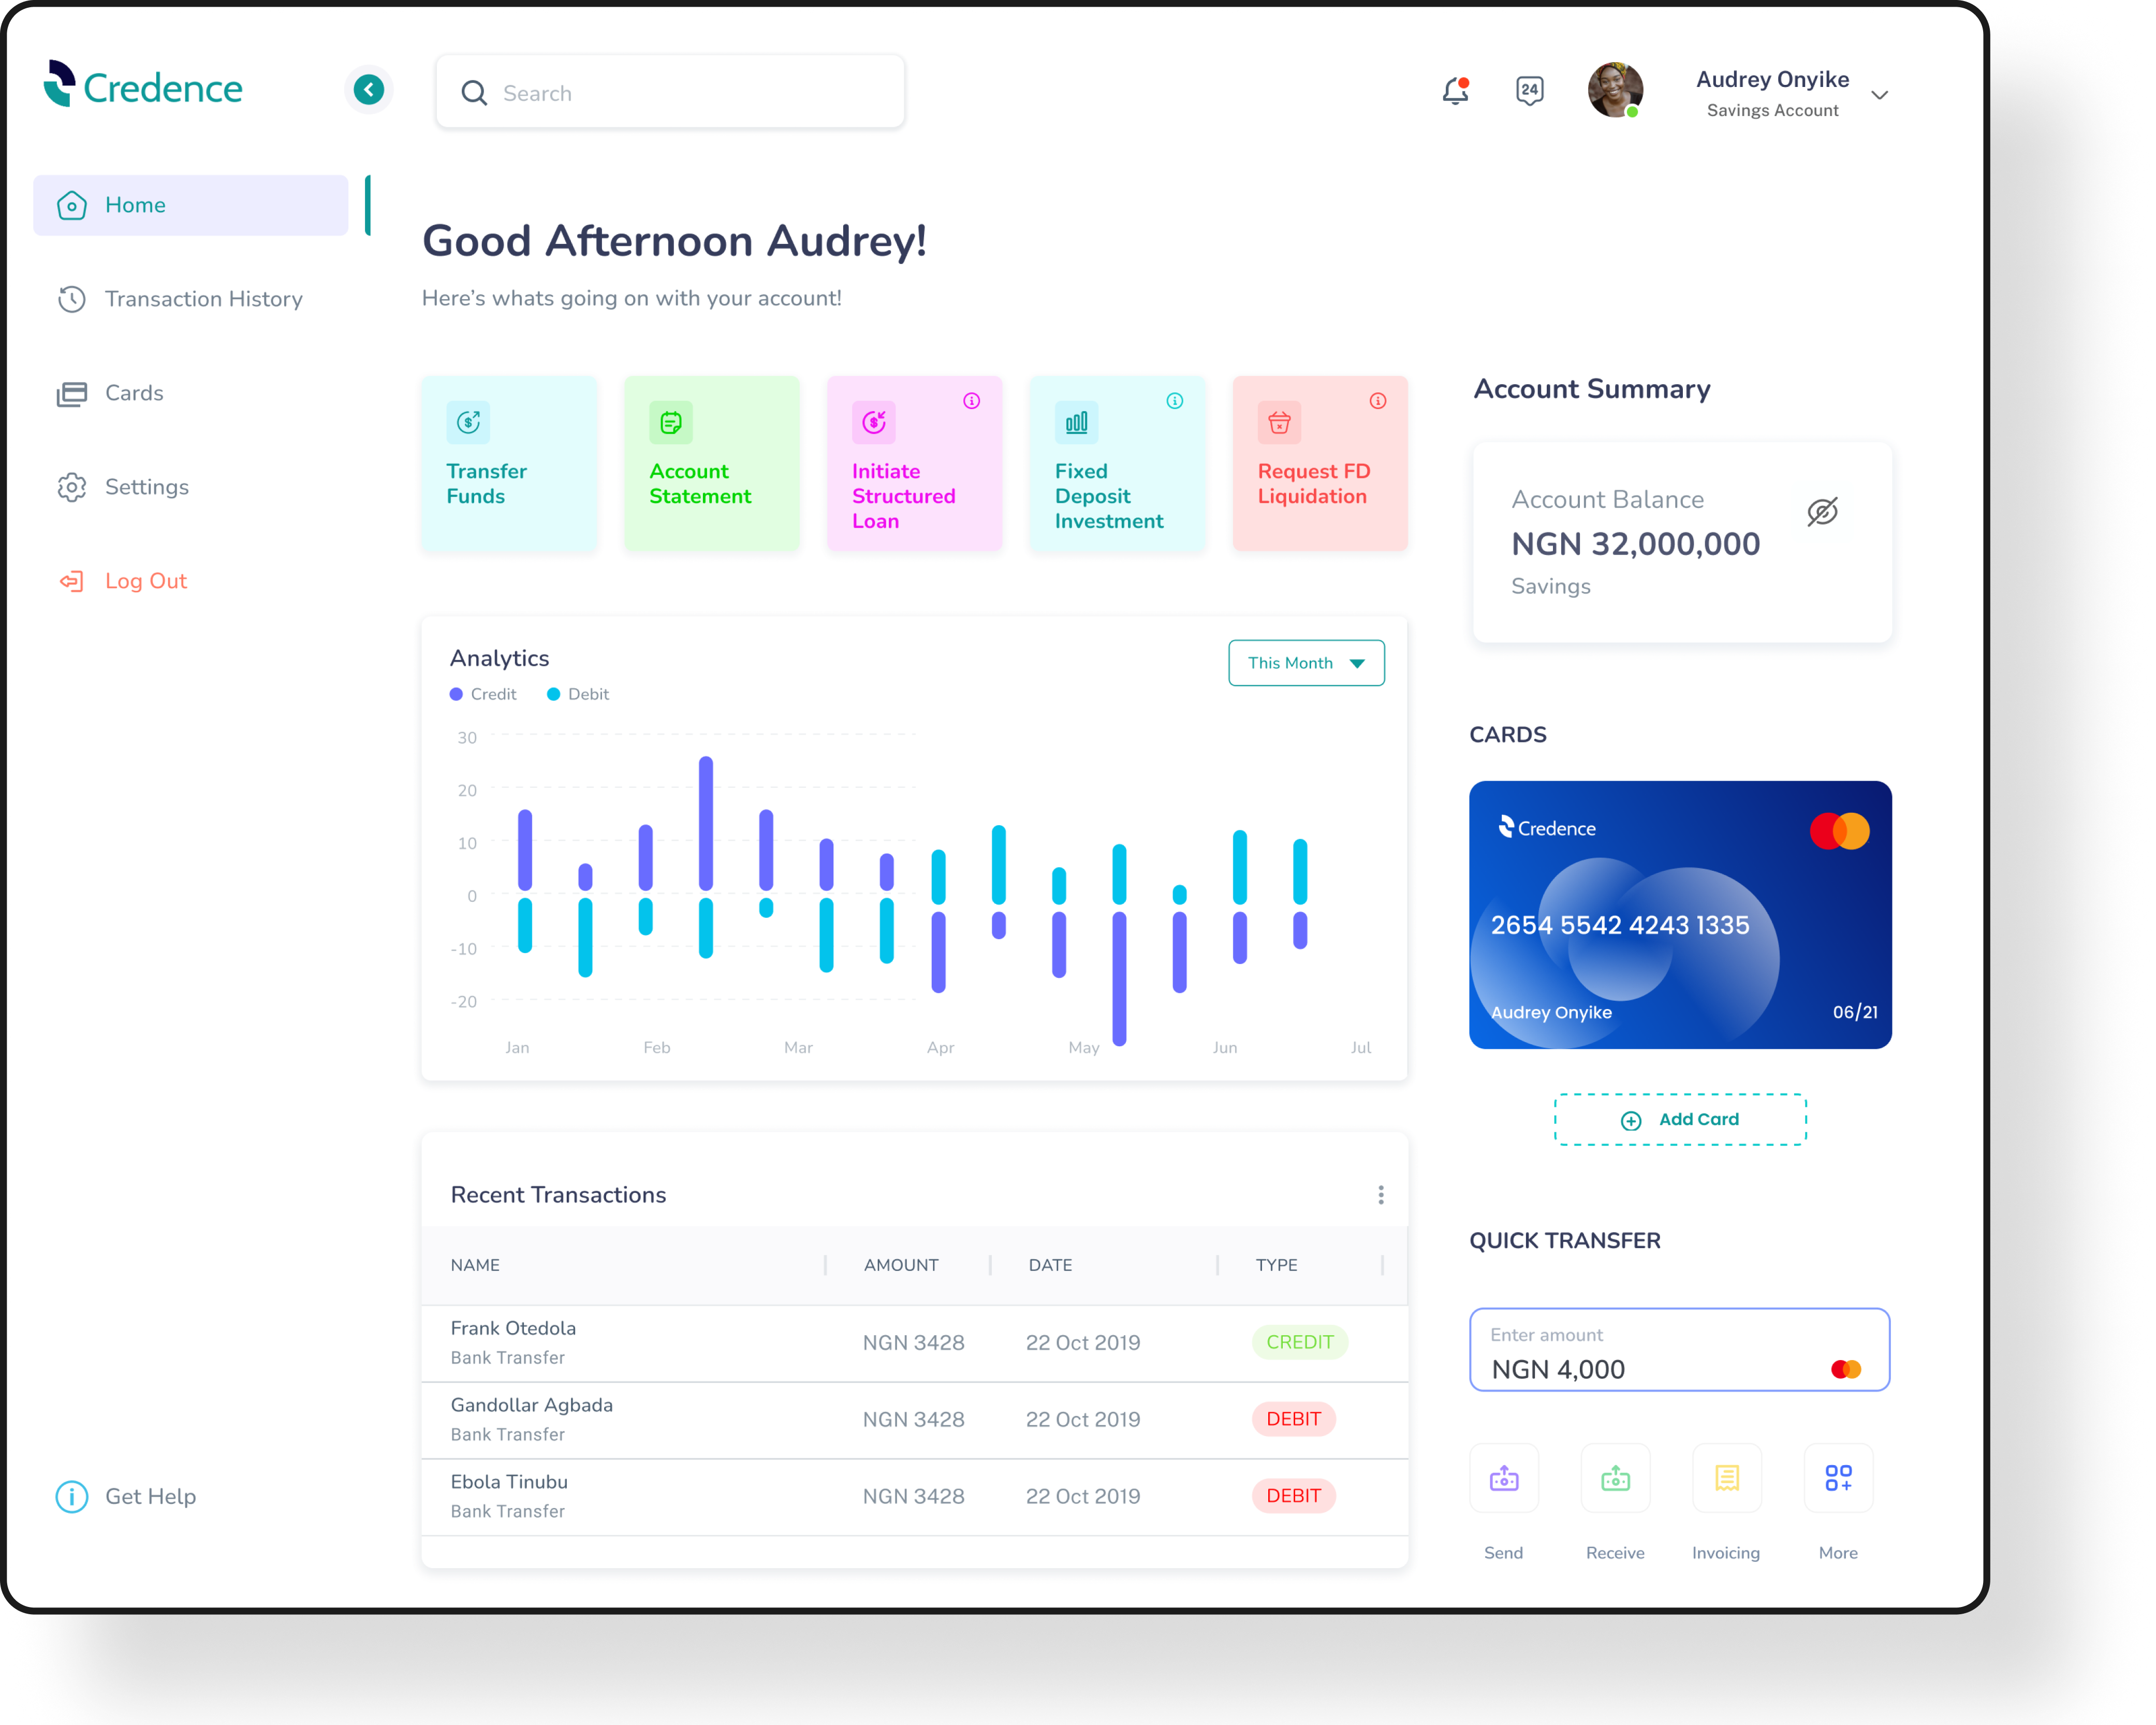 Credence
Search
24
Audrey Onyike
Savings Account
Home
Transaction History
Cards
Settings
Log Out
Get Help
Good Afternoon Audrey!
Here’s whats going on with your account!
Transfer
Funds
Account
Statement
Initiate
Structured
Loan
Fixed
Deposit
Investment
Request FD
Liquidation
Analytics
Credit Debit
This Month
30
20
10
0
-10
-20
Jan Feb Mar Apr May Jun Jul
Recent Transactions
NAME AMOUNT DATE TYPE
Frank Otedola
Bank Transfer
NGN 3428 22 Oct 2019 CREDIT
Gandollar Agbada
Bank Transfer
NGN 3428 22 Oct 2019 DEBIT
Ebola Tinubu
Bank Transfer
NGN 3428 22 Oct 2019 DEBIT
Account Summary
Account Balance
NGN 32,000,000
Savings
CARDS
Credence
2654 5542 4243 1335
Audrey Onyike 06/21
Add Card
QUICK TRANSFER
Enter amount
NGN 4,000
Send Receive Invoicing More